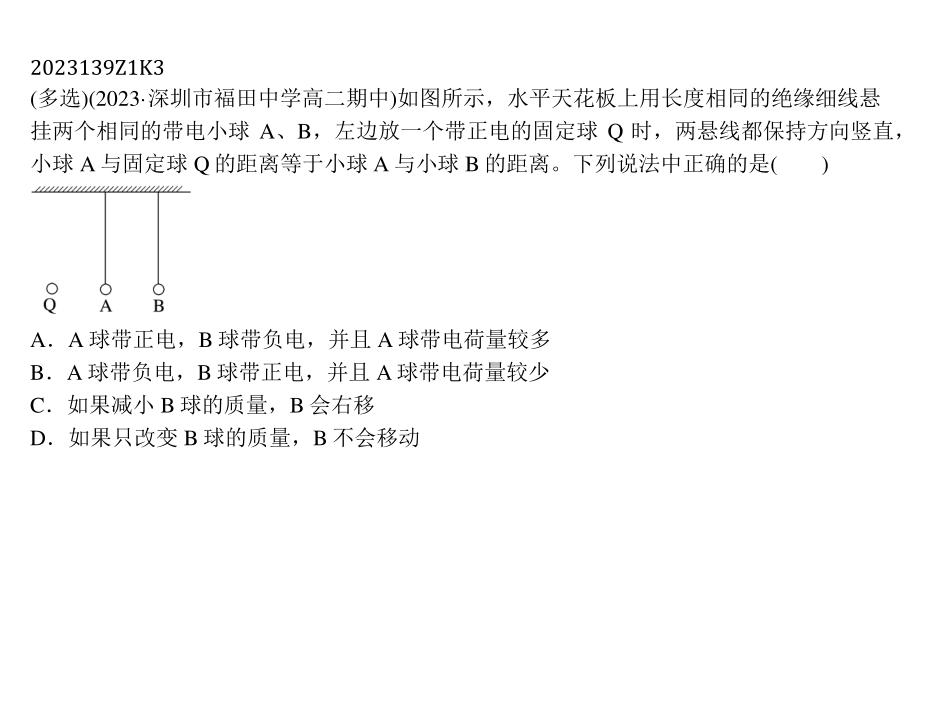 2023139Z1K3
(多选)(2023·深圳市福田中学高二期中)如图所示，水平天花板上用长度相同的绝缘细线悬
挂两个相同的带电小球 A、B，左边放一个带正电的固定球 Q 时，两悬线都保持方向竖直，
小球 A 与固定球 Q 的距离等于小球 A 与小球 B 的距离。下列说法中正确的是(　　)
Q A B
A．A 球带正电，B 球带负电，并且 A 球带电荷量较多
B．A 球带负电，B 球带正电，并且 A 球带电荷量较少
C．如果减小 B 球的质量，B 会右移
D．如果只改变 B 球的质量，B 不会移动